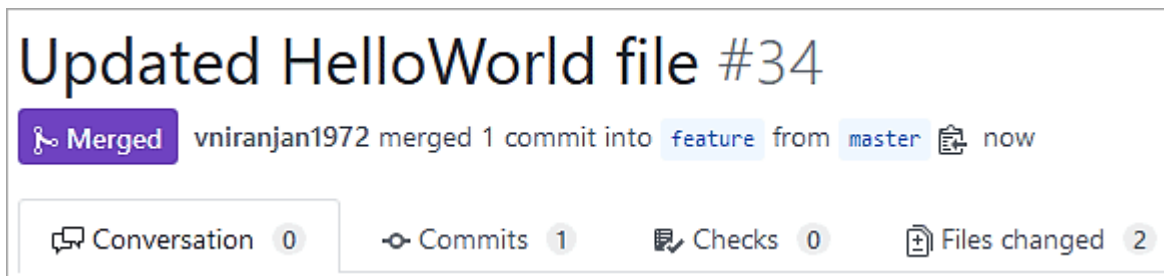 Updated HelloWorld file #34
Merged vniranjan1972 merged 1 commit into feature from master now
Conversation 0 Commits 1 Checks 0 Files changed 2